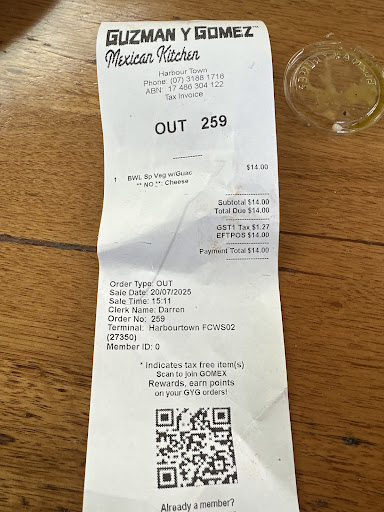 GUZMAN Y GOMEZ™
Mexican Kitchen
Harbour Town
Phone: (07) 3188 1716
ABN: 17 486 304 122
Tax Invoice
OUT 259
1 BWL Sp Veg w/Guac $14.00
** NO **: Cheese
Subtotal $14.00
Total Due $14.00
GST1 Tax $1.27
EFTPOS $14.00
Payment Total $14.00
Order Type: OUT
Sale Date: 20/07/2025
Sale Time: 15:11
Clerk Name: Darren
Order No: 259
Terminal: Harbourtown FCWS02
(27350)
Member ID: 0
* Indicates tax free item(s)
Scan to join GOMEX
Rewards, earn points
on your GYG orders!
Already a member?